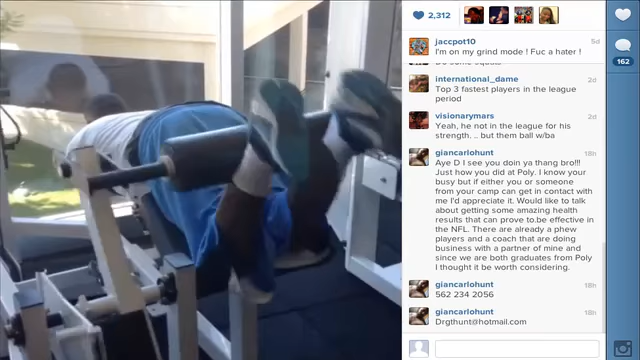 2,312
jaccpot10 5d
I'm on my grind mode ! Fuc a hater !
international_dame 2d
Top 3 fastest players in the league
period
visionarymars 2d
Yeah, he not in the league for his
strength. .. but them ball w/ba
giancarlohunt 18h
Aye D I see you doin ya thang bro!!!
Just how you did at Poly. I know your
busy but if either you or someone
from your camp can get in contact with
me I'd appreciate it. Would like to talk
about getting some amazing health
results that can prove to.be effective in
the NFL. There are already a phew
players and a coach that are doing
business with a partner of mine and
since we are both graduates from Poly
I thought it be worth considering.
giancarlohunt 18h
562 234 2056
giancarlohunt 18h
Drgthunt@hotmail.com
162